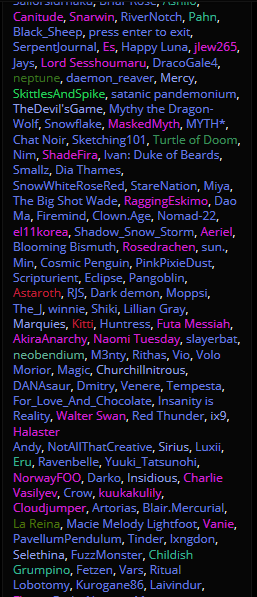 Canitude, Snarwin, RiverNotch, Pahn,
Black_Sheep, press enter to exit,
SerpentJournal, Es, Happy Luna, jlew265,
Jays, Lord Sesshoumaru, DracoGale4,
neptune, daemon_reaver, Mercy,
SkittlesAndSpike, satanic pandemonium,
TheDevil'sGame, Mythy the Dragon-
Wolf, Snowflake, MaskedMyth, MYTH*,
Chat Noir, Sketching101, Turtle of Doom,
Nim, ShadeFira, Ivan: Duke of Beards,
Smallz, Dia Thames,
SnowWhiteRoseRed, StareNation, Miya,
The Big Shot Wade, RaggingEskimo, Dao
Ma, Firemind, Clown.Age, Nomad-22,
el11korea, Shadow_Snow_Storm, Aeriel,
Blooming Bismuth, Rosedrachen, sun.,
Min, Cosmic Penguin, PinkPixieDust,
Scripturient, Eclipse, Pangoblin,
Astaroth, RJS, Dark demon, Moppsi,
The_J, winnie, Shiki, Lillian Gray,
Marquies, Kitti, Huntress, Futa Messiah,
AkiraAnarchy, Naomi Tuesday, slayerbat,
neobendium, M3nty, Rithas, Vio, Volo
Morior, Magic, ChurchillNitrous,
DANAsaur, Dmitry, Venere, Tempesta,
For_Love_And_Chocolate, Insanity is
Reality, Walter Swan, Red Thunder, ix9,
Halaster
Andy, NotAllThatCreative, Sirius, Luxii,
Eru, Ravenbelle, Yuuki_Tatsunohi,
NorwayFOO, Darko, Insidious, Charlie
Vasilyev, Crow, kuukakulily,
Cloudjumper, Artorias, Blair.Mercurial,
La Reina, Macie Melody Lightfoot, Vanie,
PavellumPendulum, Tinder, Ixngdon,
Selethina, FuzzMonster, Childish
Grumpino, Fetzen, Vars, Ritual
Lobotomy, Kurogane86, Laivindur,